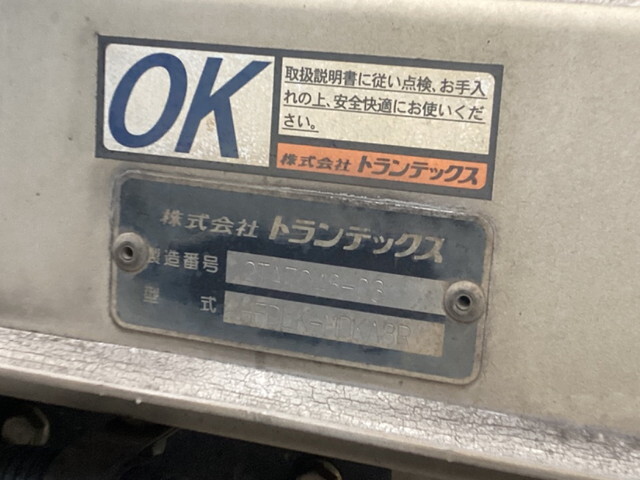 OK
取扱説明書に従い点検、お手入
れの上、安全快適にお使いくだ
さい。
株式会社トランテックス
株式会社トランテックス
製造番号
型式